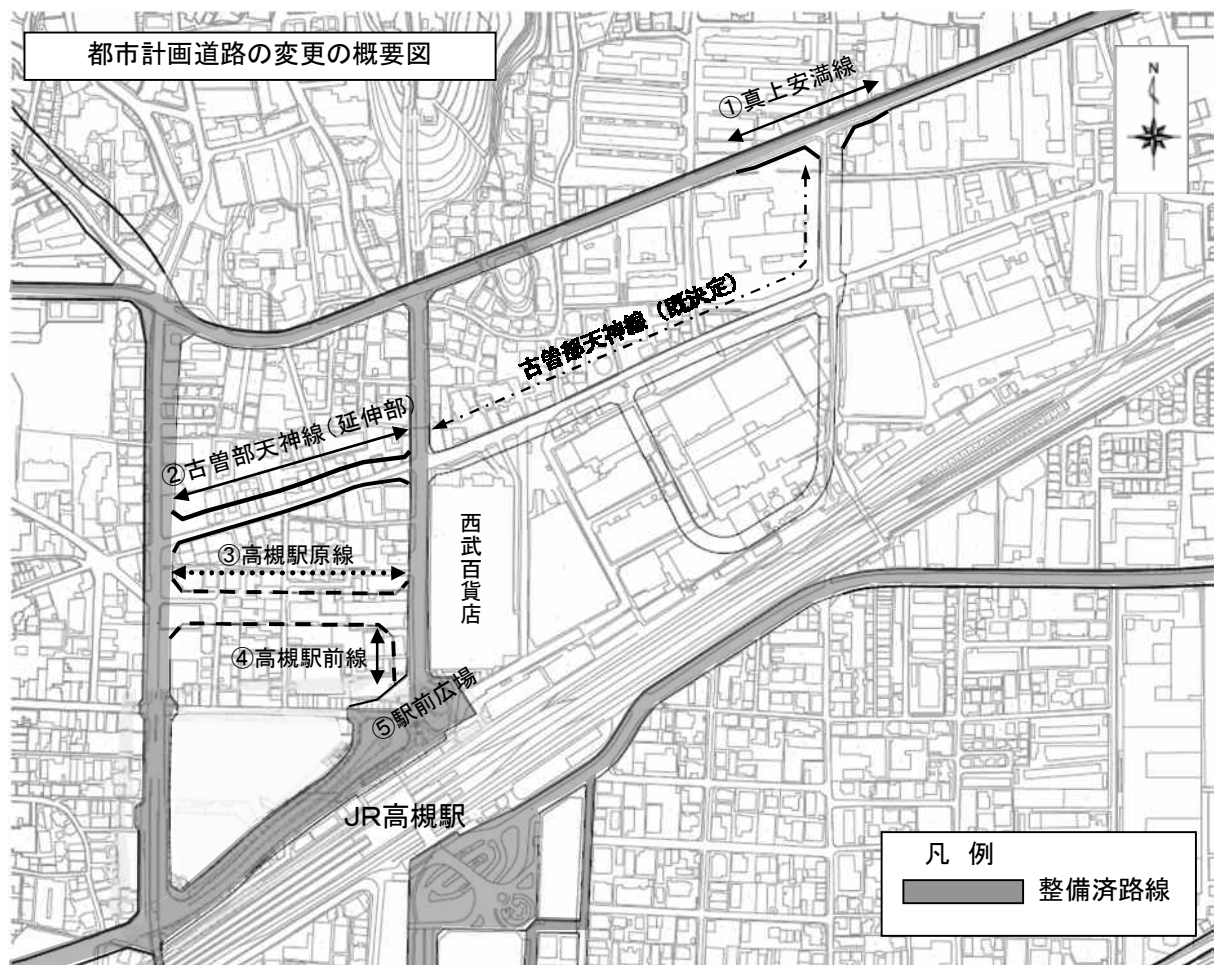 都市計画道路の変更の概要図
N
①真上安満線
古曽部天神線(既決定)
②古曽部天神線(延伸部)
西武百貨店
③高槻駅原線
④高槻駅前線
⑤駅前広場
JR高槻駅
凡 例
整備済路線